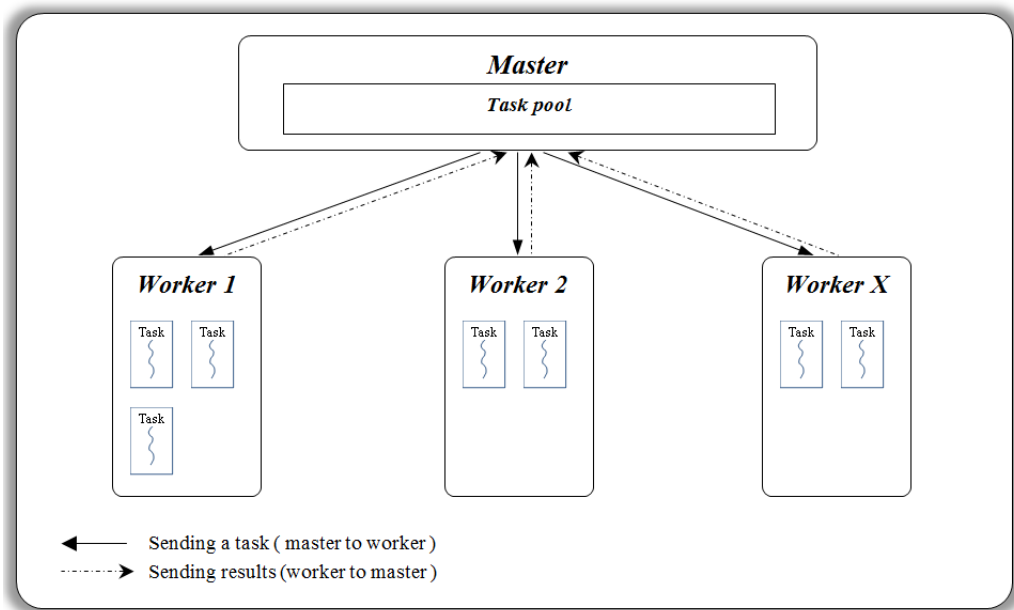 Master
Task pool
Worker 1
Worker 2
Worker X
Task
Task
Task
Task
Task
Task
Task
Sending a task ( master to worker )
Sending results (worker to master )